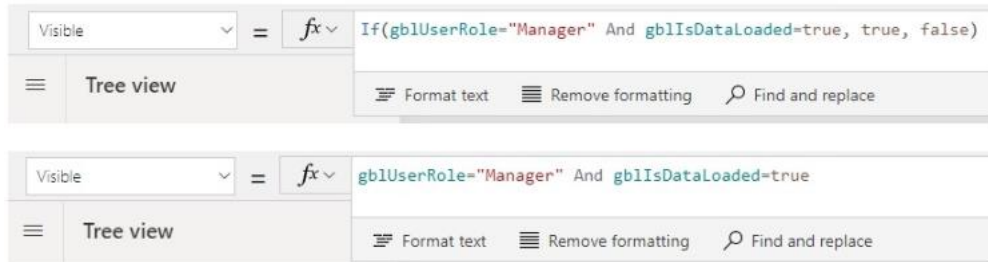 Visible = fx If(gblUserRole="Manager" And gblIsDataLoaded=true, true, false)
Tree view Format text Remove formatting Find and replace
Visible = fx gblUserRole="Manager" And gblIsDataLoaded=true
Tree view Format text Remove formatting Find and replace